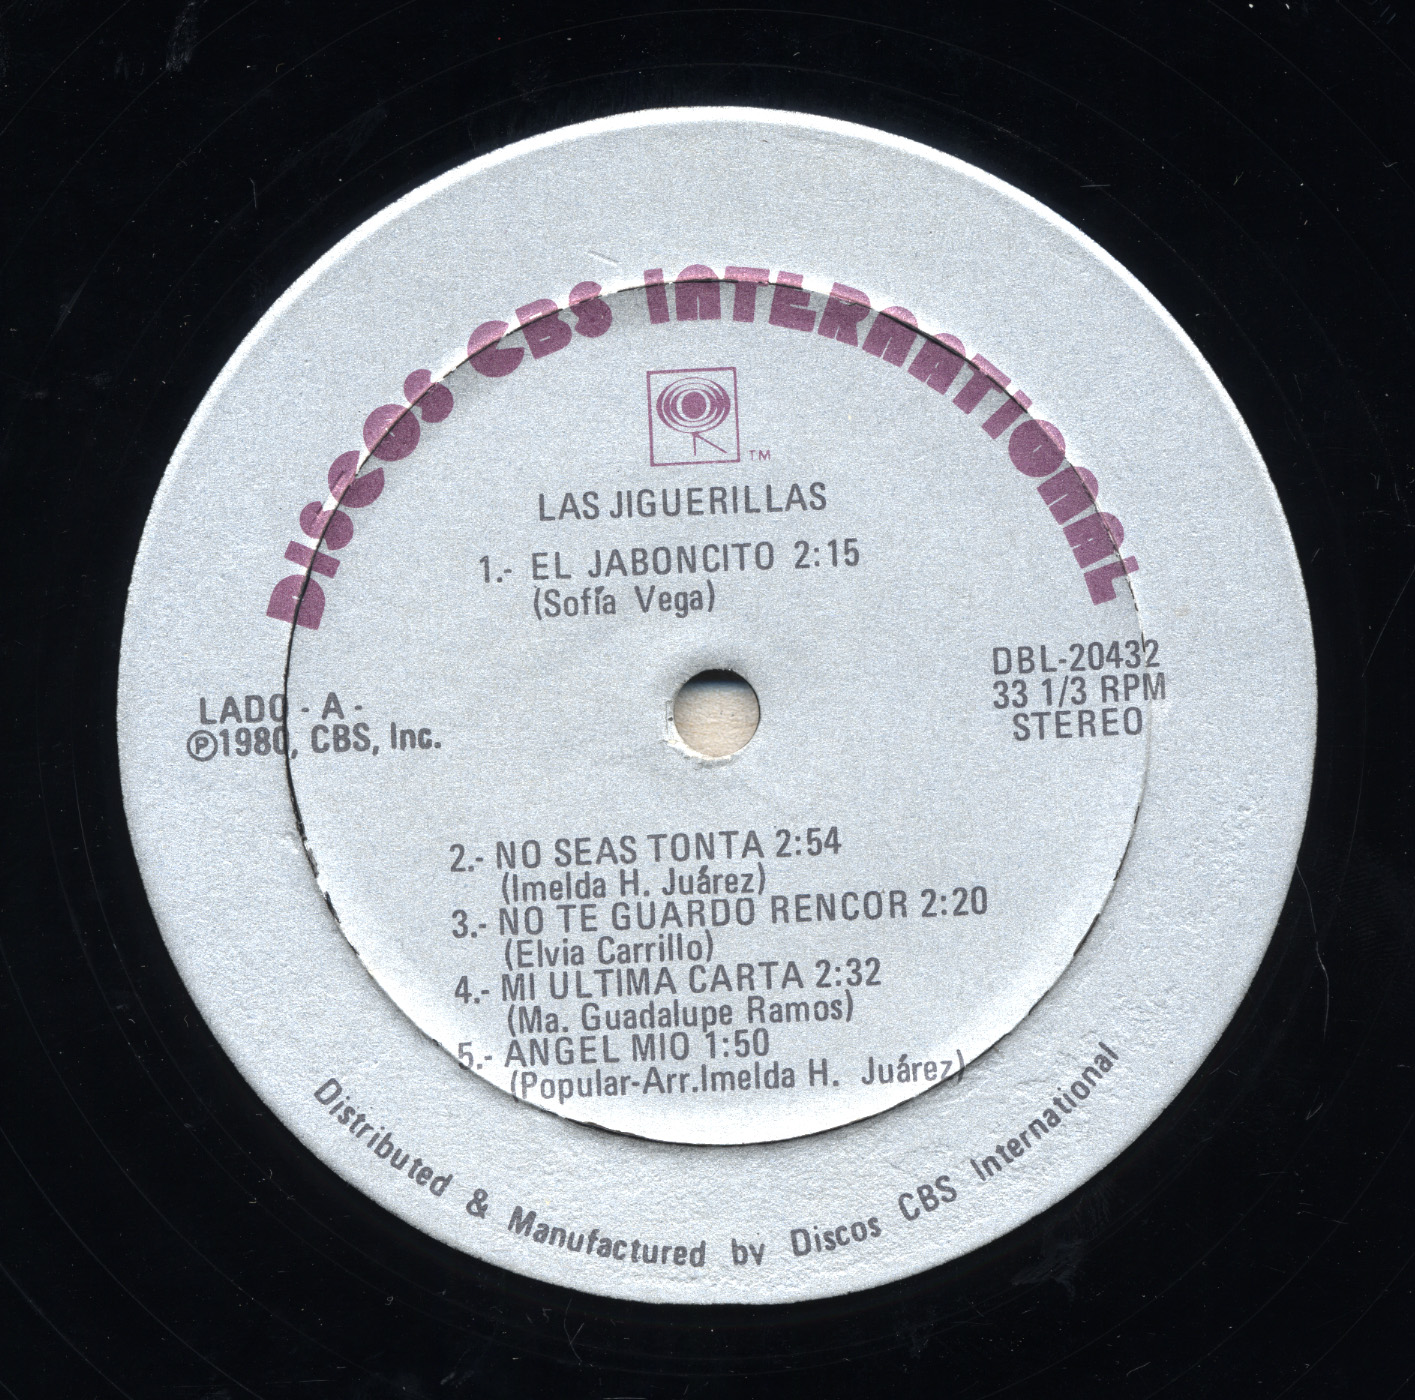 DISCOS CBS INTERNATIONAL
TM
LAS JIGUERILLAS
1.- EL JABONCITO 2:15
(Sofía Vega)
DBL-20432
33 1/3 RPM
STEREO
LADO - A -
℗1980, CBS, Inc.
2.- NO SEAS TONTA 2:54
(Imelda H. Juárez)
3.- NO TE GUARDO RENCOR 2:20
(Elvia Carrillo)
4.- MI ULTIMA CARTA 2:32
(Ma. Guadalupe Ramos)
5.- ANGEL MIO 1:50
(Popular-Arr.Imelda H. Juárez)
Distributed & Manufactured by Discos CBS International